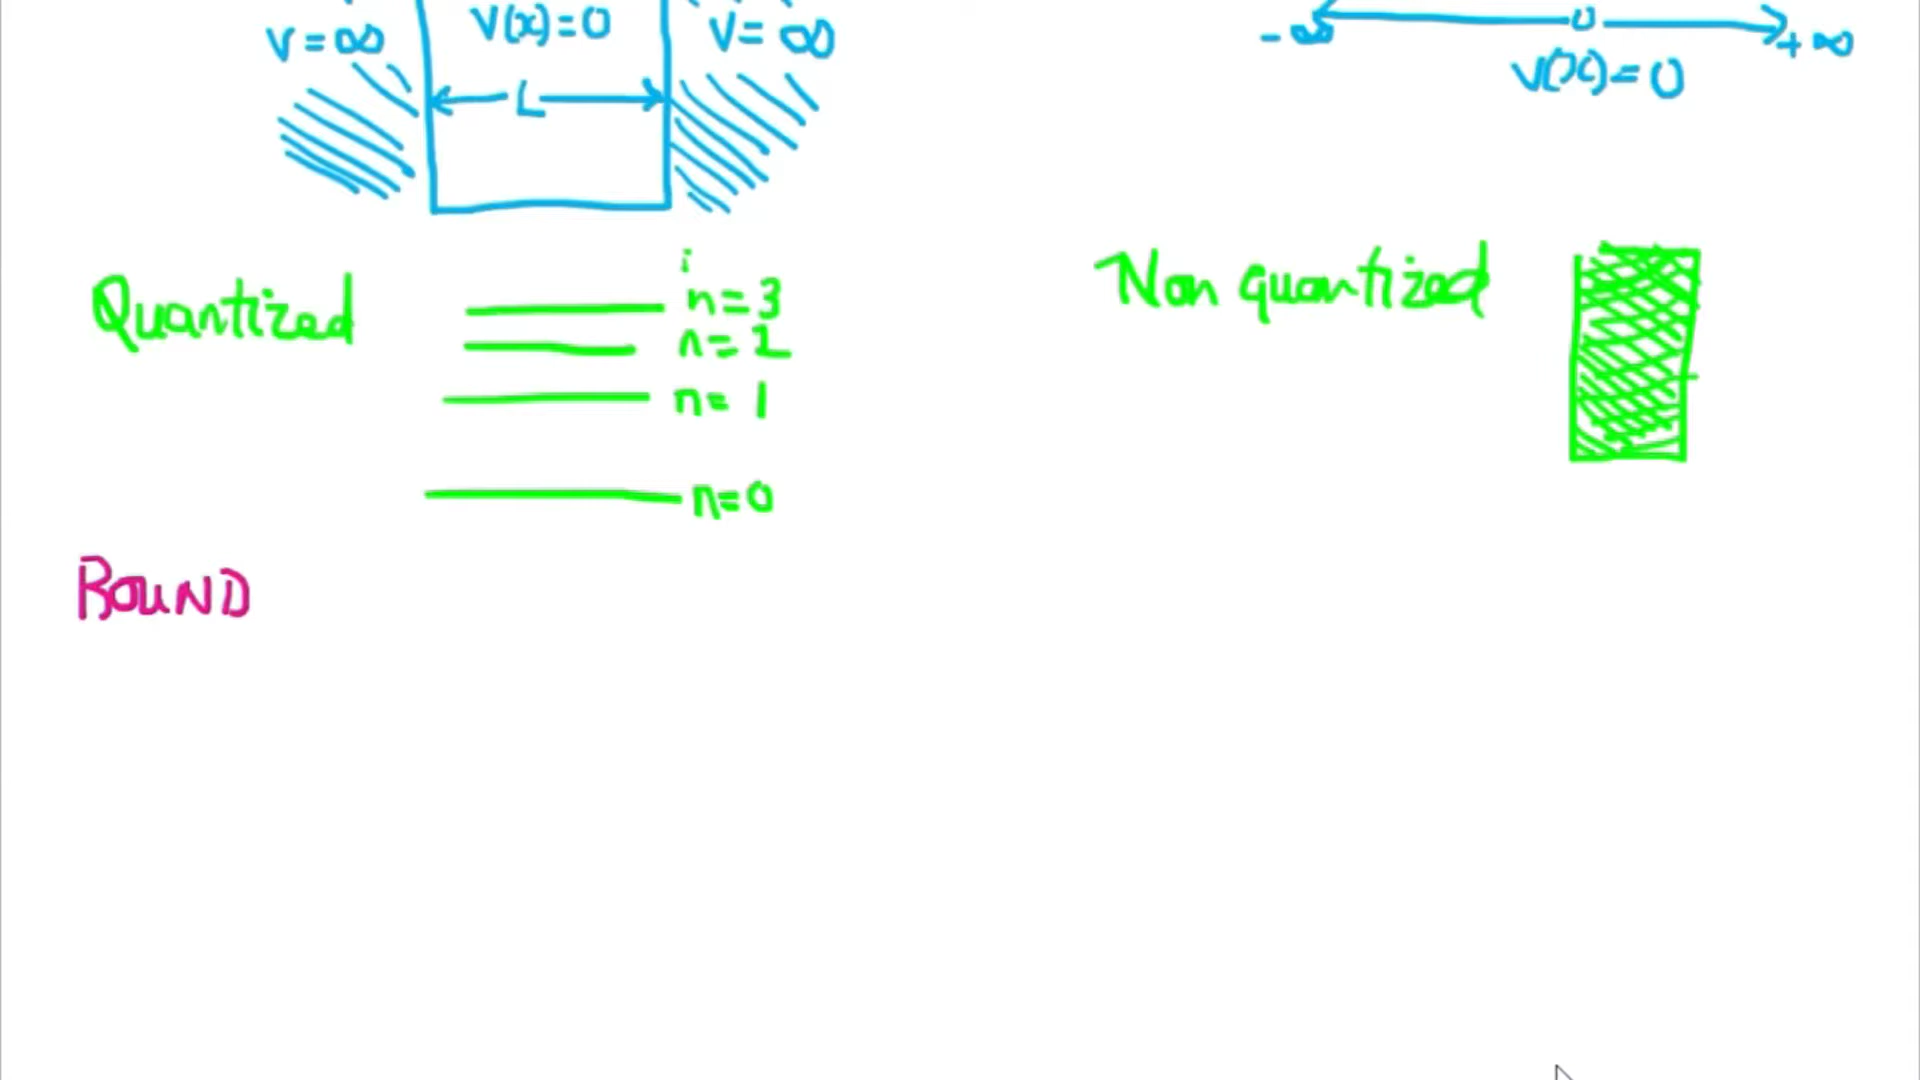 V=∞ V(x)=0 V=∞
L
-∞ 0 +∞
V(x)=0
Quantized
n=3
n=2
n=1
n=0
Non quantized
BOUND